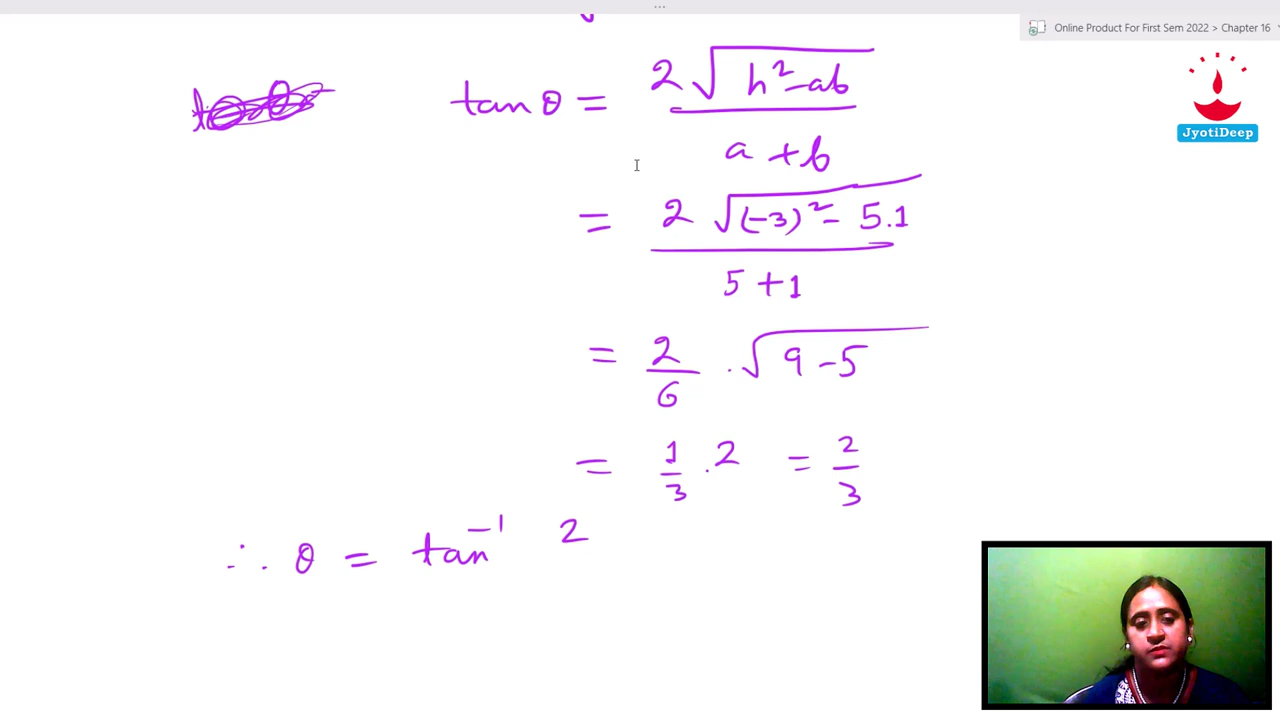 Online Product For First Sem 2022 > Chapter 16
JyotiDeep
tan θ = 2√(h² - ab) / (a + b)
= 2√((-3)² - 5.1) / (5 + 1)
= 2/6 . √(9 - 5)
= 1/3 . 2 = 2/3
∴ θ = tan⁻¹ 2